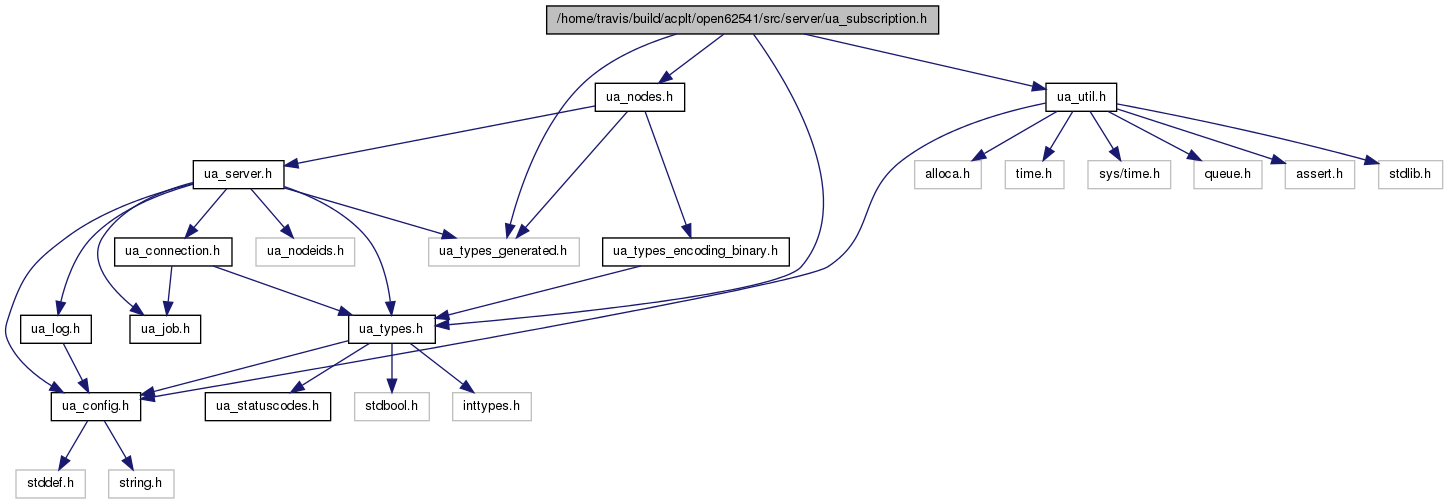 /home/travis/build/acplt/open62541/src/server/ua_subscription.h
ua_nodes.h
ua_util.h
ua_server.h
alloca.h
time.h
sys/time.h
queue.h
assert.h
stdlib.h
ua_connection.h
ua_nodeids.h
ua_types_generated.h
ua_types_encoding_binary.h
ua_log.h
ua_job.h
ua_types.h
ua_config.h
ua_statuscodes.h
stdbool.h
inttypes.h
stddef.h
string.h